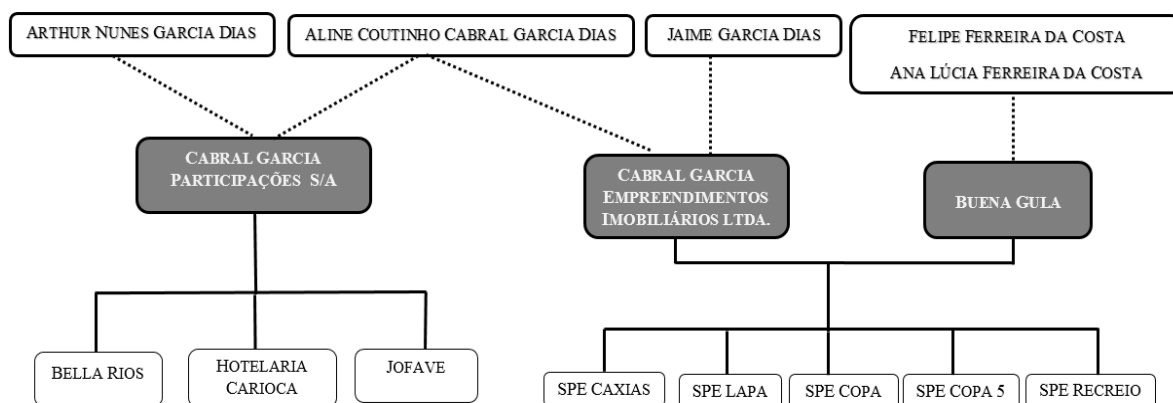 ARTHUR NUNES GARCIA DIAS
ALINE COUTINHO CABRAL GARCIA DIAS
JAIME GARCIA DIAS
FELIPE FERREIRA DA COSTA
ANA LÚCIA FERREIRA DA COSTA
CABRAL GARCIA
PARTICIPAÇÕES S/A
CABRAL GARCIA
EMPREENDIMENTOS
IMOBILIÁRIOS LTDA.
BUENA GULA
BELLA RIOS
HOTELARIA
CARIOCA
JOFAVE
SPE CAXIAS
SPE LAPA
SPE COPA
SPE COPA 5
SPE RECREIO